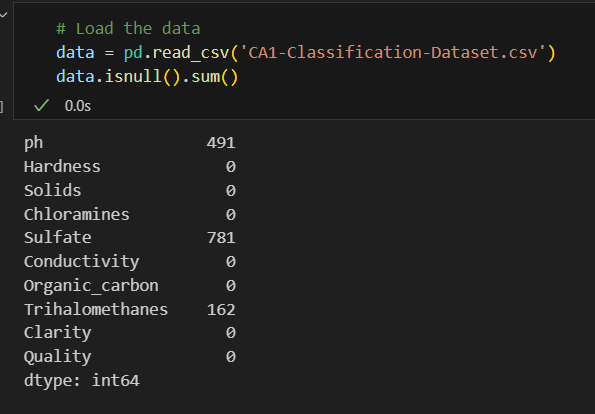 # Load the data
data = pd.read_csv('CA1-Classification-Dataset.csv')
data.isnull().sum()
] 0.0s
ph 491
Hardness 0
Solids 0
Chloramines 0
Sulfate 781
Conductivity 0
Organic_carbon 0
Trihalomethanes 162
Clarity 0
Quality 0
dtype: int64